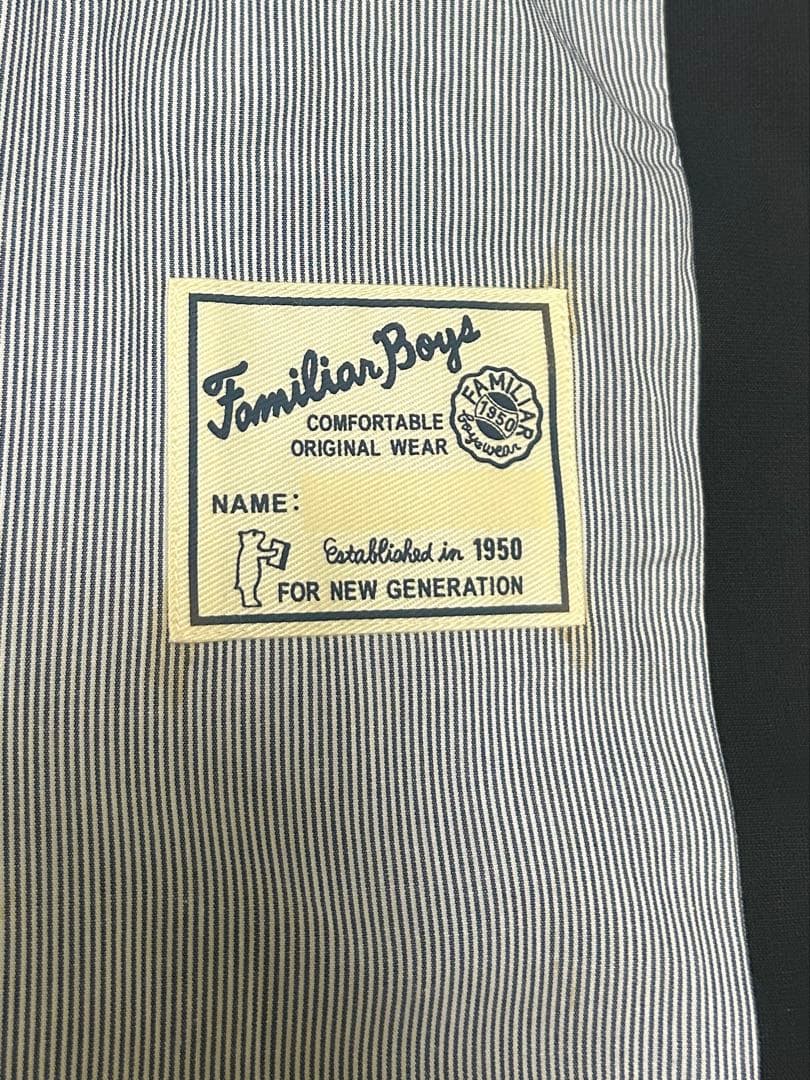 Familiar Boys
COMFORTABLE
ORIGINAL WEAR
FAMILIAR
1950
boyswear
NAME:
Established in 1950
FOR NEW GENERATION